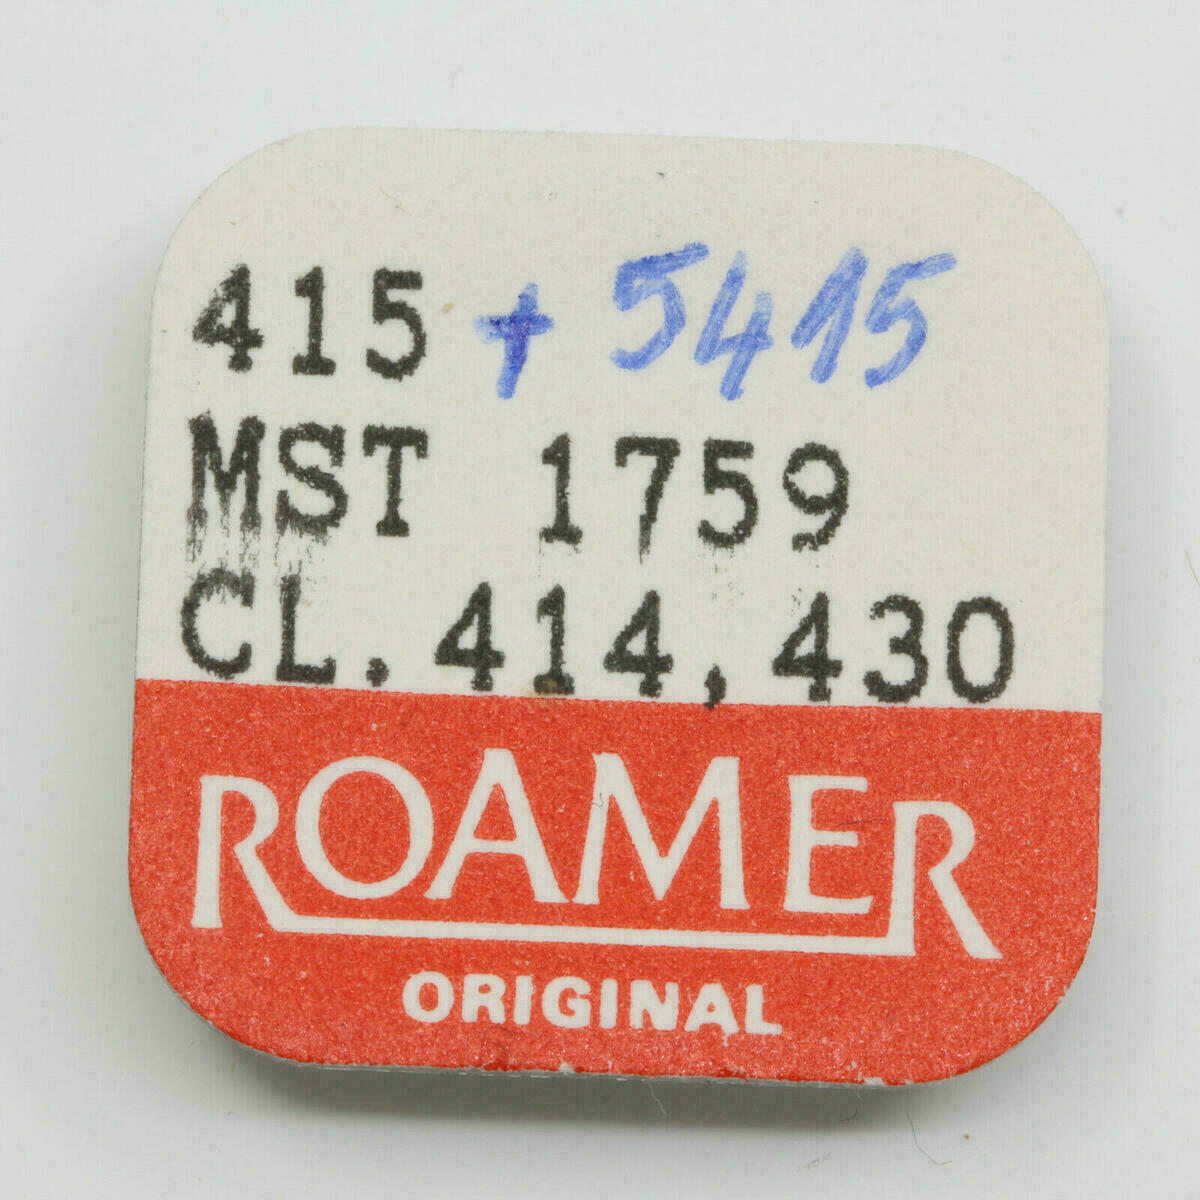 415 + 5415
MST 1759
CL. 414, 430
ROAMER
ORIGINAL